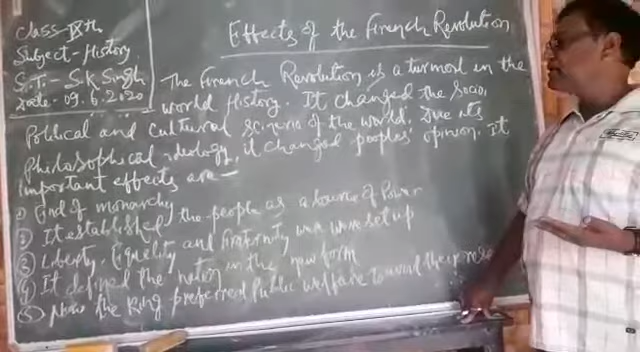 Class-IXth
Subject-History
S.T:- S.K Singh
Date:- 09.6.2020
Effects of the French Revolution
The French Revolution is a turmod in the
world History. It changed the Socio
Political and cultural scinario of the world. Due its
Philosophical ideology, it changed peoples' opinion. It
important effects are—
① End of monarchy
② It established the people as a source of Power
③ Liberty, Equality and fraternity were set up
④ It defined the nation in the new form
⑤ Now the King preferred Public welfare toward the